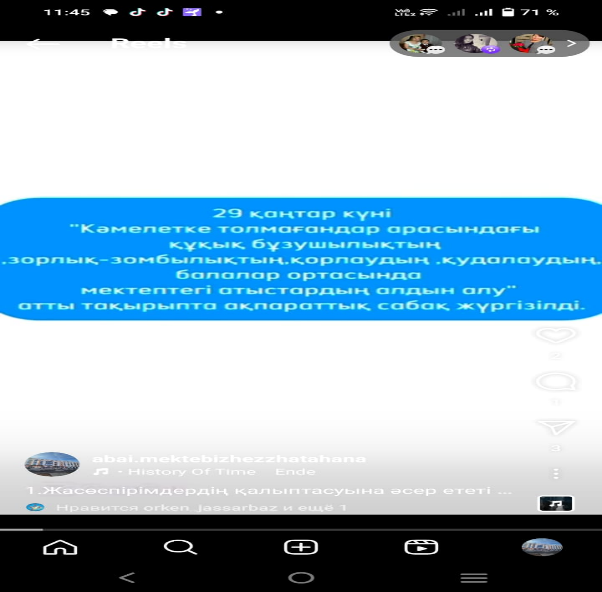 11:45
71 %
Reels
29 қаңтар күні
"Кәмелетке толмағандар арасындағы
құқық бұзушылықтың
,зорлық-зомбылықтың,қорлаудың ,қудалаудың,
балалар ортасында
мектептегі атыстардың алдын алу"
атты тақырыпта ақпараттық сабақ жүргізілді.
abai.mektebizhezzhatahana
• History Of Time Ende
1.Жасөспірімдердің қалыптасуына әсер ететі ...
Нравится orken_jassarbaz и ещё 1